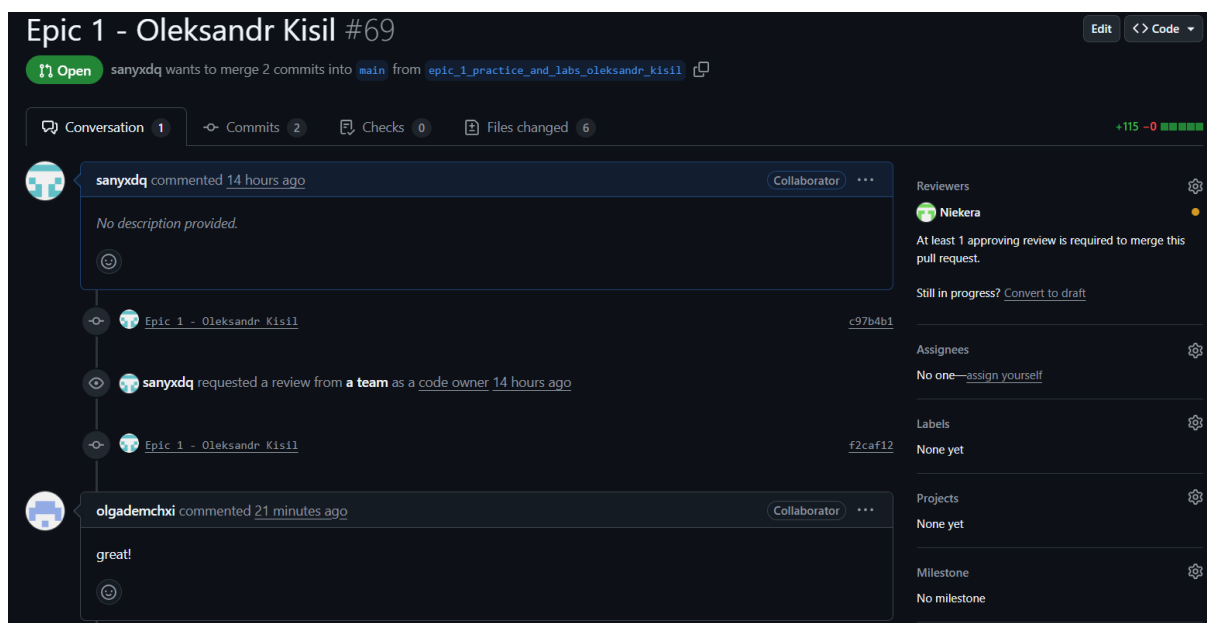 Epic 1 - Oleksandr Kisil #69
Edit
<> Code
Open
sanyxdq wants to merge 2 commits into main from epic_1_practice_and_labs_oleksandr_kisil
Conversation 1
Commits 2
Checks 0
Files changed 6
+115 −0
sanyxdq commented 14 hours ago
Collaborator
No description provided.
Epic 1 - Oleksandr Kisil
c97b4b1
sanyxdq requested a review from a team as a code owner 14 hours ago
Epic 1 - Oleksandr Kisil
f2caf12
olgademchxi commented 21 minutes ago
Collaborator
great!
Reviewers
Niekera
At least 1 approving review is required to merge this
pull request.
Still in progress? Convert to draft
Assignees
No one—assign yourself
Labels
None yet
Projects
None yet
Milestone
No milestone